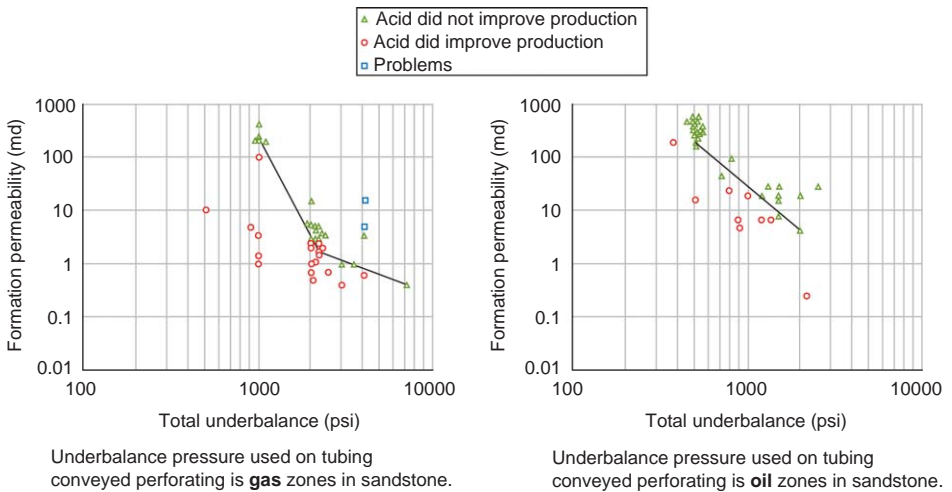 Acid did not improve production
Acid did improve production
Problems
Formation permeability (md)
1000
100
10
1
0.1
0.01
100
1000
10000
Total underbalance (psi)
Underbalance pressure used on tubing
conveyed perforating is gas zones in sandstone.
Formation permeability (md)
1000
100
10
1
0.1
0.01
100
1000
10000
Total underbalance (psi)
Underbalance pressure used on tubing
conveyed perforating is oil zones in sandstone.